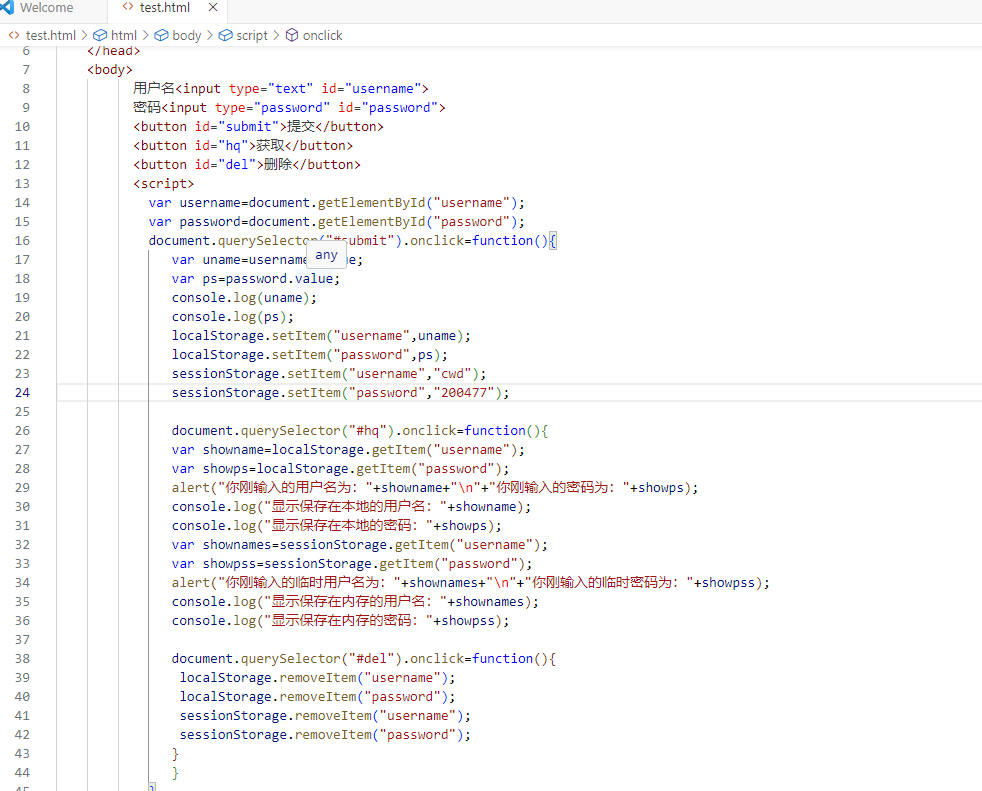 Welcome
test.html
test.html > html > body > script > onclick
6 </head>
7 <body>
8 用户名<input type="text" id="username">
9 密码<input type="password" id="password">
10 <button id="submit">提交</button>
11 <button id="hq">获取</button>
12 <button id="del">删除</button>
13 <script>
14 var username=document.getElementById("username");
15 var password=document.getElementById("password");
16 document.querySelector("#submit").onclick=function(){
any
17 var uname=username e;
18 var ps=password.value;
19 console.log(uname);
20 console.log(ps);
21 localStorage.setItem("username",uname);
22 localStorage.setItem("password",ps);
23 sessionStorage.setItem("username","cwd");
24 sessionStorage.setItem("password","200477");
25
26 document.querySelector("#hq").onclick=function(){
27 var showname=localStorage.getItem("username");
28 var showps=localStorage.getItem("password");
29 alert("你刚输入的用户名为："+showname+"\n"+"你刚输入的密码为："+showps);
30 console.log("显示保存在本地的用户名："+showname);
31 console.log("显示保存在本地的密码："+showps);
32 var shownames=sessionStorage.getItem("username");
33 var showpss=sessionStorage.getItem("password");
34 alert("你刚输入的临时用户名为："+shownames+"\n"+"你刚输入的临时密码为："+showpss);
35 console.log("显示保存在内存的用户名："+shownames);
36 console.log("显示保存在内存的密码："+showpss);
37
38 document.querySelector("#del").onclick=function(){
39 localStorage.removeItem("username");
40 localStorage.removeItem("password");
41 sessionStorage.removeItem("username");
42 sessionStorage.removeItem("password");
43 }
44 }
45 }